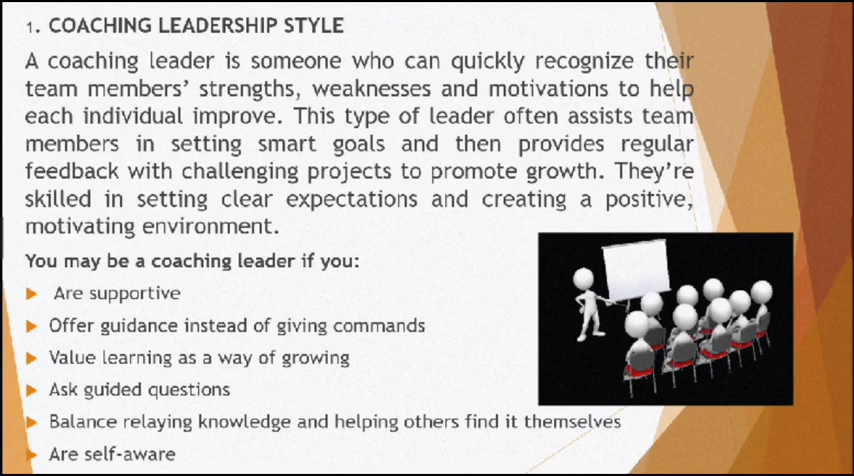 1. COACHING LEADERSHIP STYLE
A coaching leader is someone who can quickly recognize their
team members' strengths, weaknesses and motivations to help
each individual improve. This type of leader often assists team
members in setting smart goals and then provides regular
feedback with challenging projects to promote growth. They're
skilled in setting clear expectations and creating a positive,
motivating environment.
You may be a coaching leader if you:
Are supportive
Offer guidance instead of giving commands
Value learning as a way of growing
Ask guided questions
Balance relaying knowledge and helping others find it themselves
Are self-aware